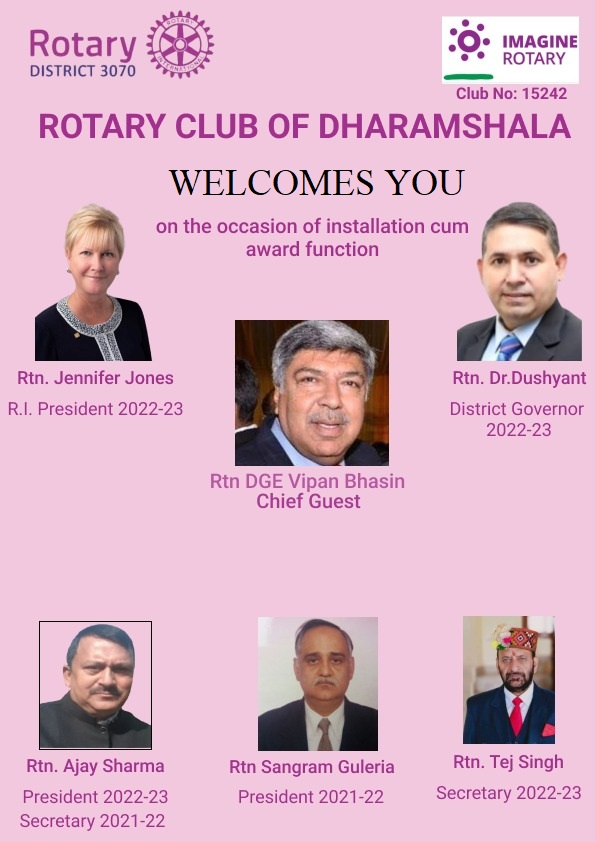 Rotary
DISTRICT 3070
ROTARY
INTERNATIONAL
IMAGINE
ROTARY
Club No: 15242
ROTARY CLUB OF DHARAMSHALA
WELCOMES YOU
on the occasion of installation cum
award function
Rtn. Jennifer Jones
R.I. President 2022-23
Rtn. Dr.Dushyant
District Governor
2022-23
Rtn DGE Vipan Bhasin
Chief Guest
Rtn. Ajay Sharma
President 2022-23
Secretary 2021-22
Rtn Sangram Guleria
President 2021-22
Rtn. Tej Singh
Secretary 2022-23